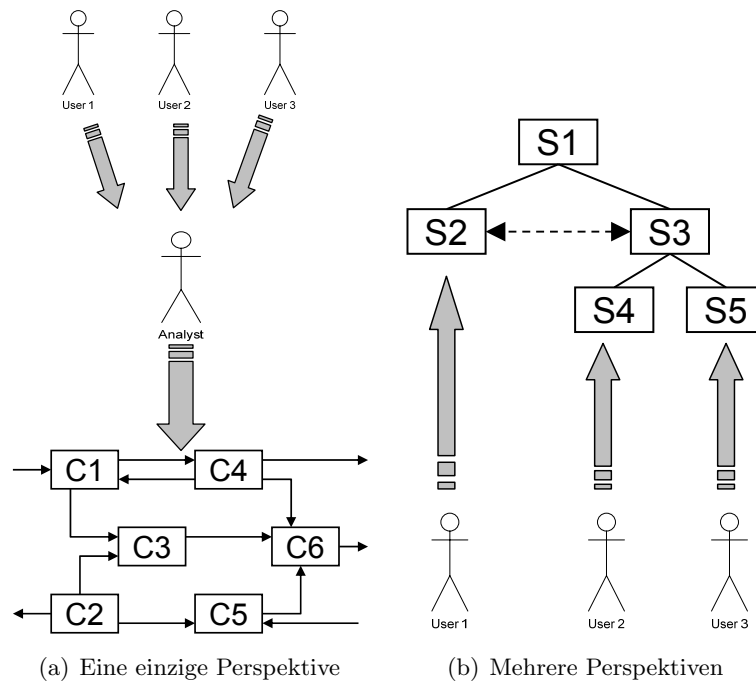 User 1 User 2 User 3
Analyst
C1 C4
C3 C6
C2 C5
(a) Eine einzige Perspektive
S1
S2 S3
S4 S5
User 1 User 2 User 3
(b) Mehrere Perspektiven